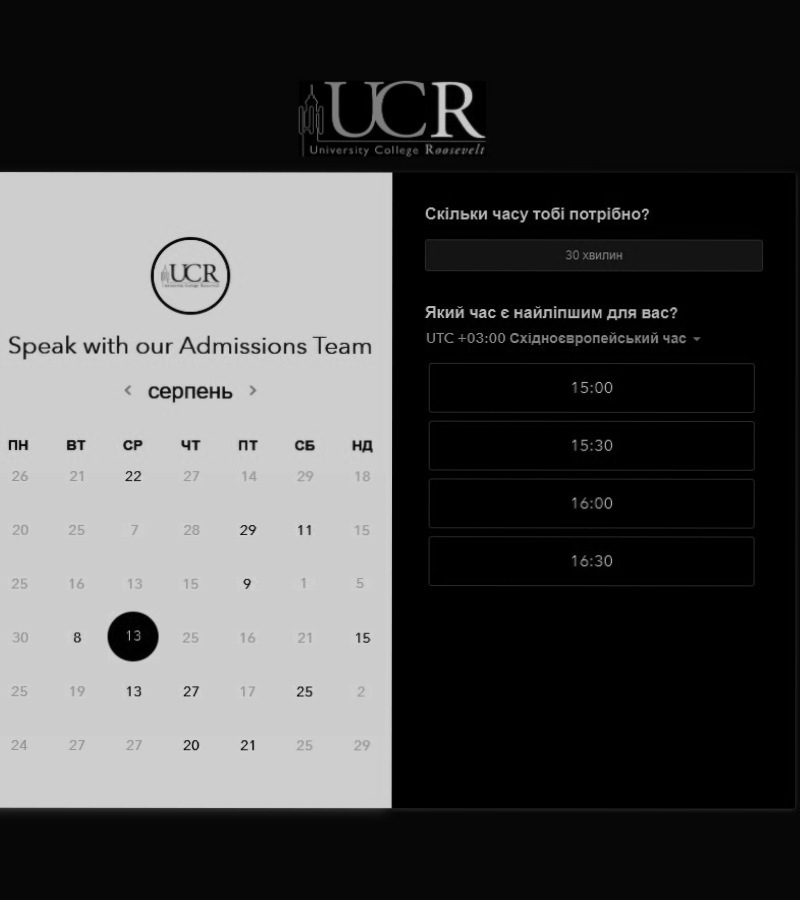 UCR
University College Roosevelt
UCR
University College Roosevelt
Speak with our Admissions Team
< серпень >
ПН ВТ СР ЧТ ПТ СБ НД
26 21 22 27 14 29 18
20 25 7 28 29 11 15
25 16 13 15 9 1 5
30 8 13 25 16 21 15
25 19 13 27 17 25 2
24 27 27 20 21 25 29
Скільки часу тобі потрібно?
30 хвилин
Який час є найліпшим для вас?
UTC +03:00 Східноєвропейський час
15:00
15:30
16:00
16:30